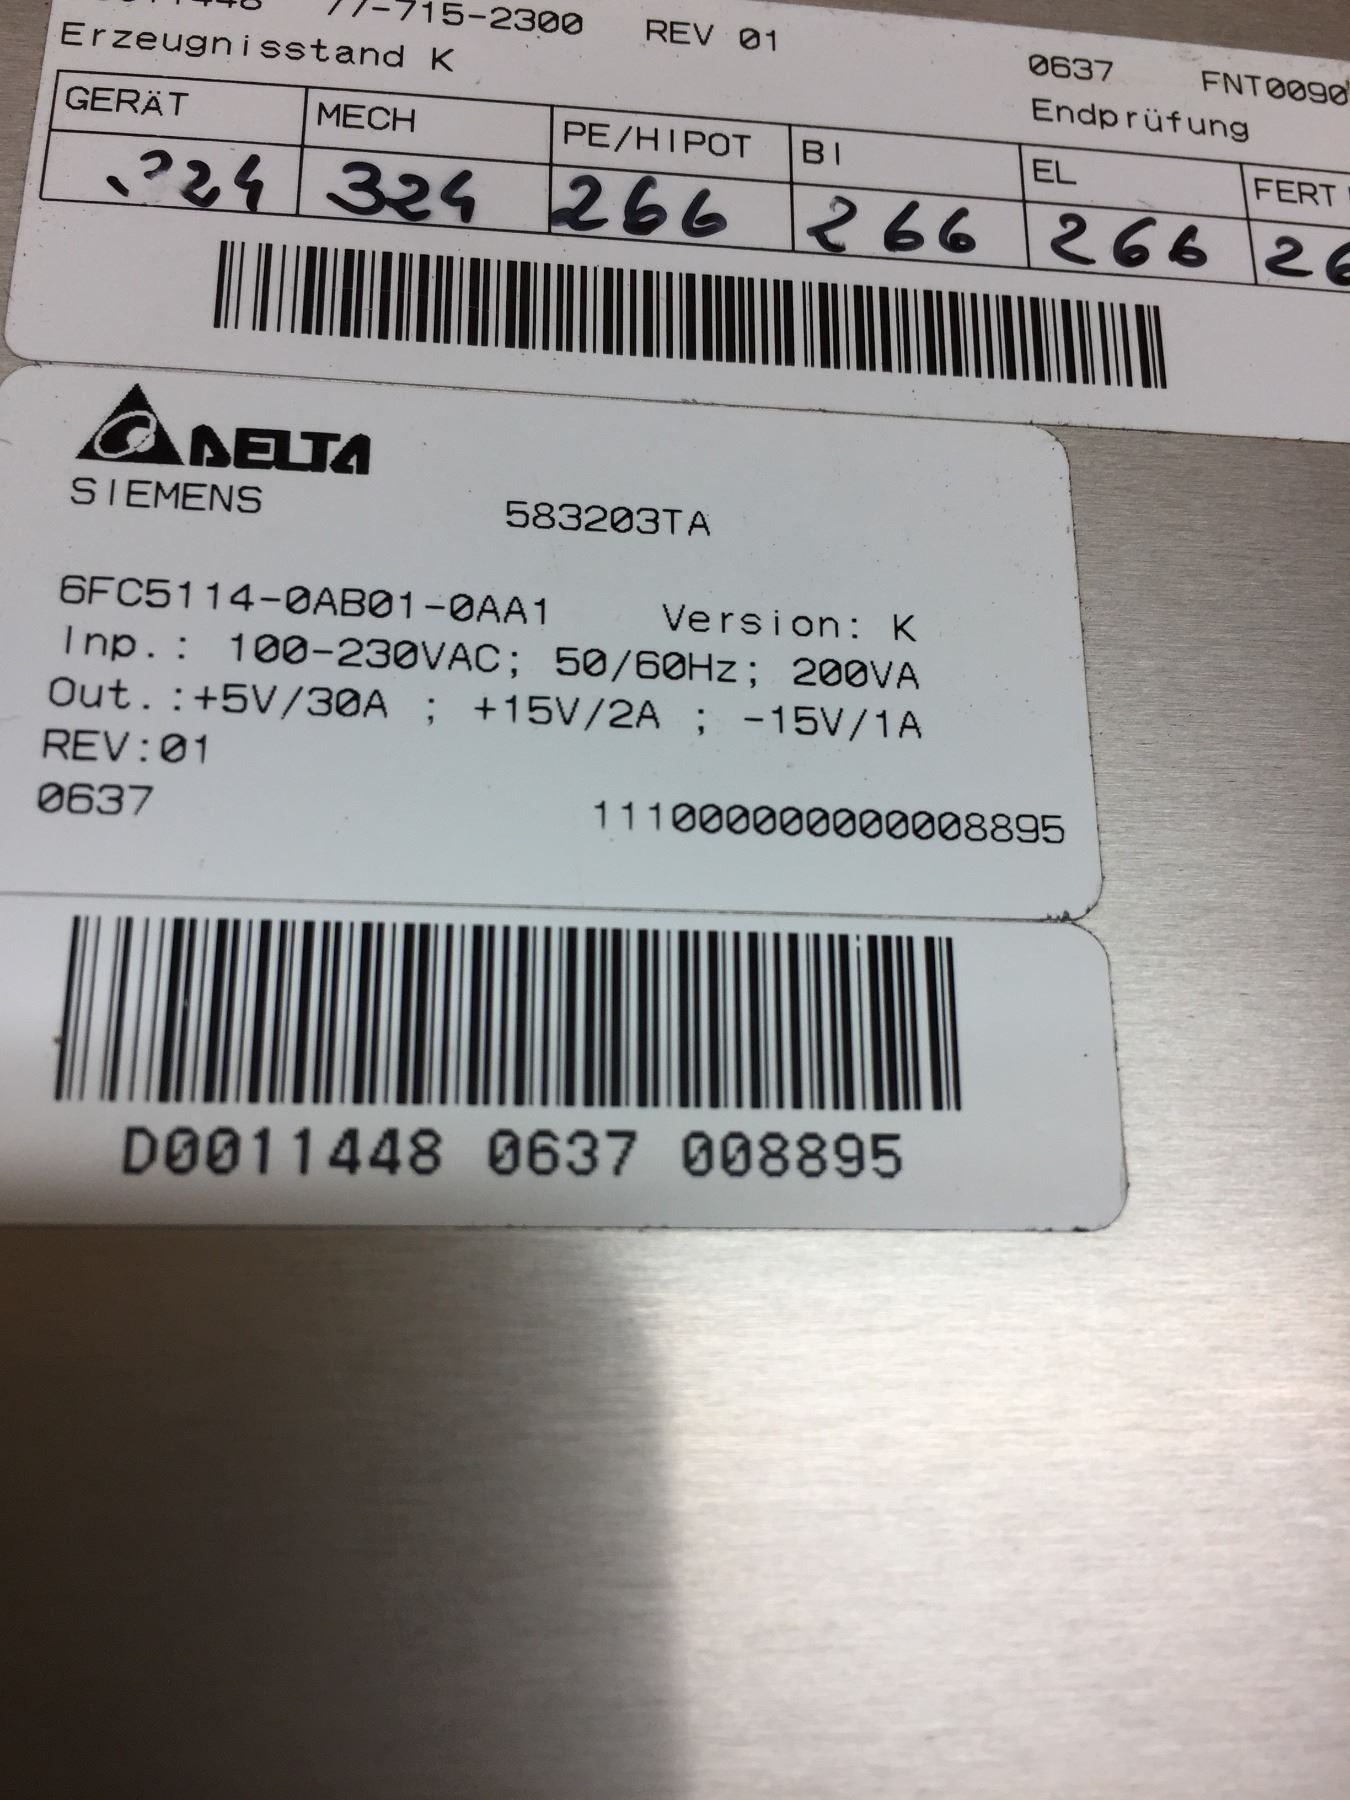 77-715-2300 REV 01
Erzeugnisstand K
0637
Endprüfung
GERÄT MECH PE/HIPOT BI EL FERT
324 266 266 266
DELTA
SIEMENS 583203TA
6FC5114-0AB01-0AA1 Version: K
Inp.: 100-230VAC; 50/60Hz; 200VA
Out.:+5V/30A ; +15V/2A ; -15V/1A
REV:01
0637 111000000000008895
D0011448 0637 008895